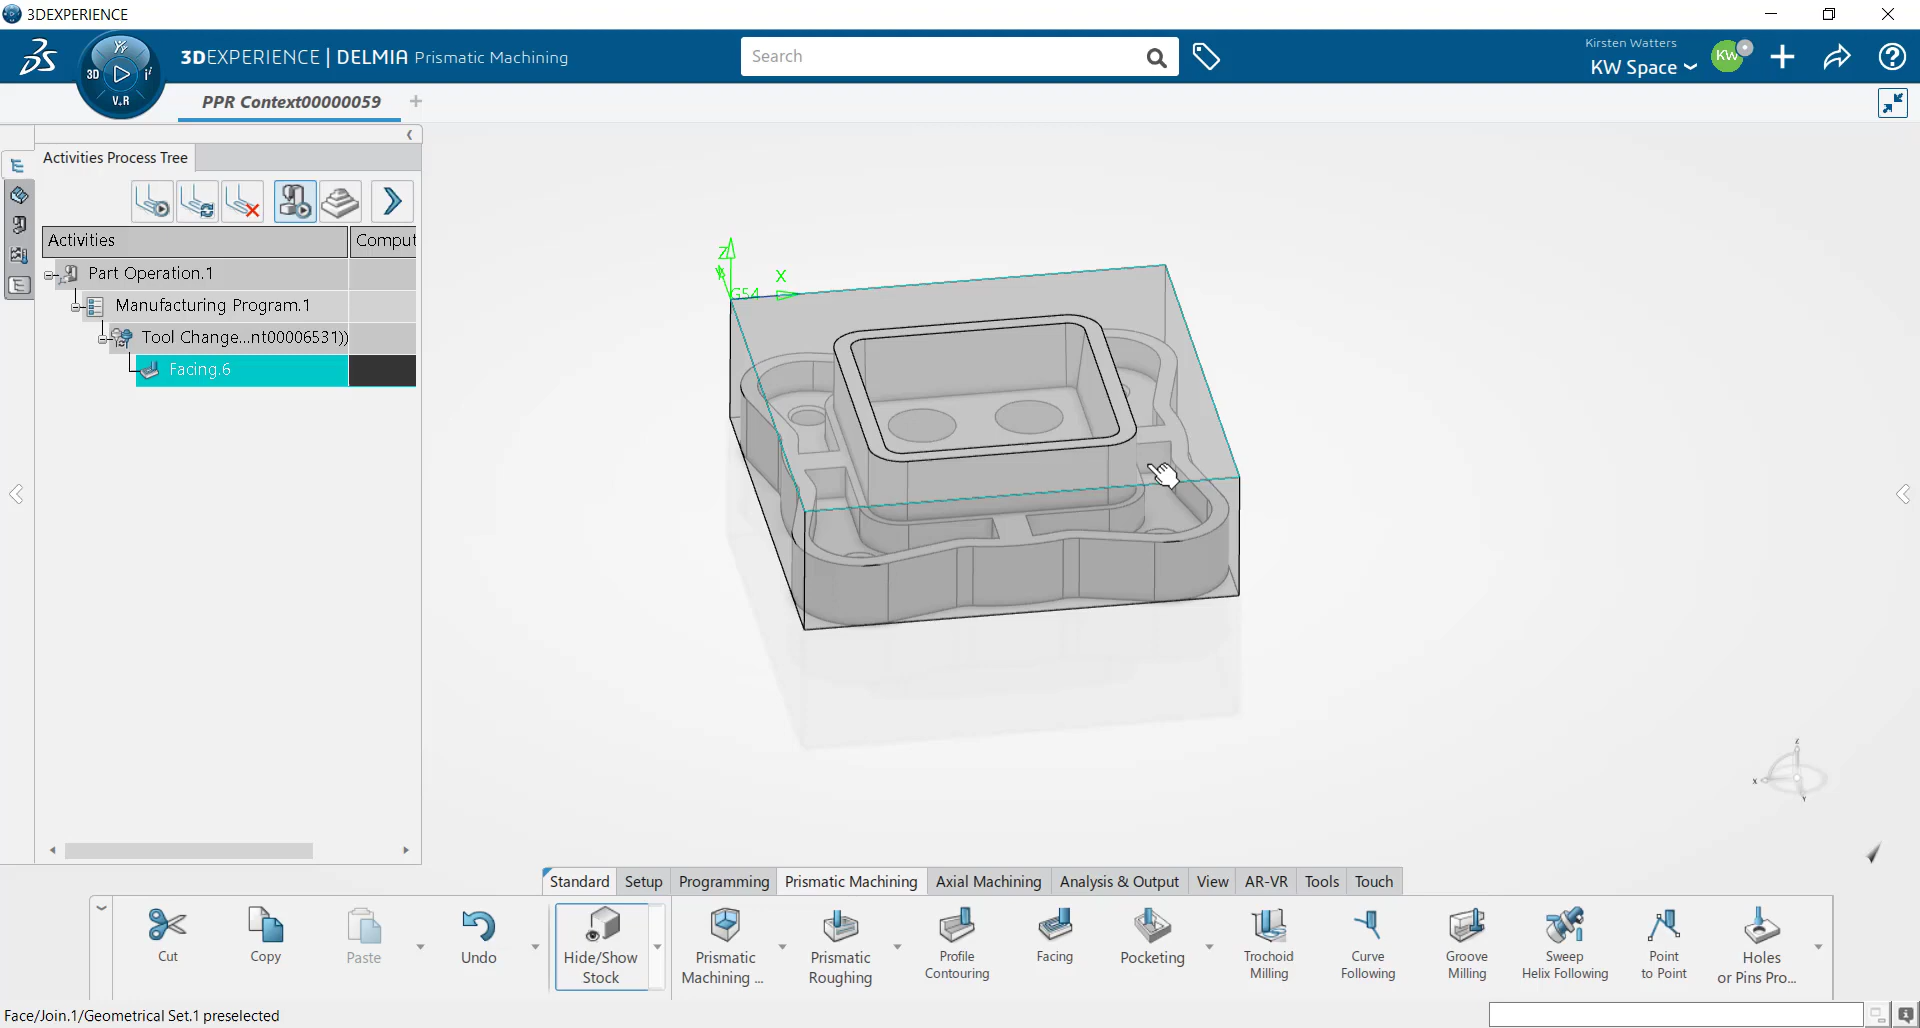 3DEXPERIENCE
3DEXPERIENCE | DELMIA Prismatic Machining
3D
V.R
Search
Kirsten Watters
KW Space
KW
PPR Context00000059
Activities Process Tree
Activities
Comput
Part Operation.1
Manufacturing Program.1
Tool Change...nt00006531))
Facing.6
Z
X
G54
z
x
Y
Standard
Setup
Programming
Prismatic Machining
Axial Machining
Analysis & Output
View
AR-VR
Tools
Touch
Cut
Copy
Paste
Undo
Hide/Show
Stock
Prismatic
Machining ...
Prismatic
Roughing
Profile
Contouring
Facing
Pocketing
Trochoid
Milling
Curve
Following
Groove
Milling
Sweep
Helix Following
Point
to Point
Holes
or Pins Pro...
Face/Join.1/Geometrical Set.1 preselected